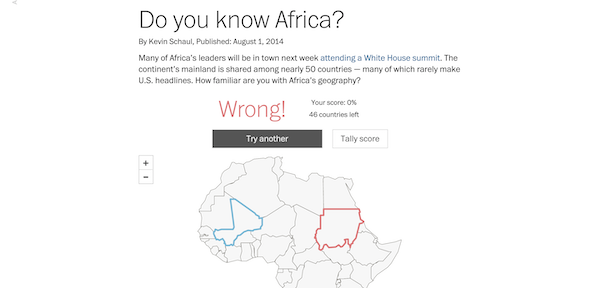 Do you know Africa?
By Kevin Schaul, Published: August 1, 2014
Many of Africa's leaders will be in town next week attending a White House summit. The
continent's mainland is shared among nearly 50 countries — many of which rarely make
U.S. headlines. How familiar are you with Africa's geography?
Wrong!
Your score: 0%
46 countries left
Try another
Tally score
+
−